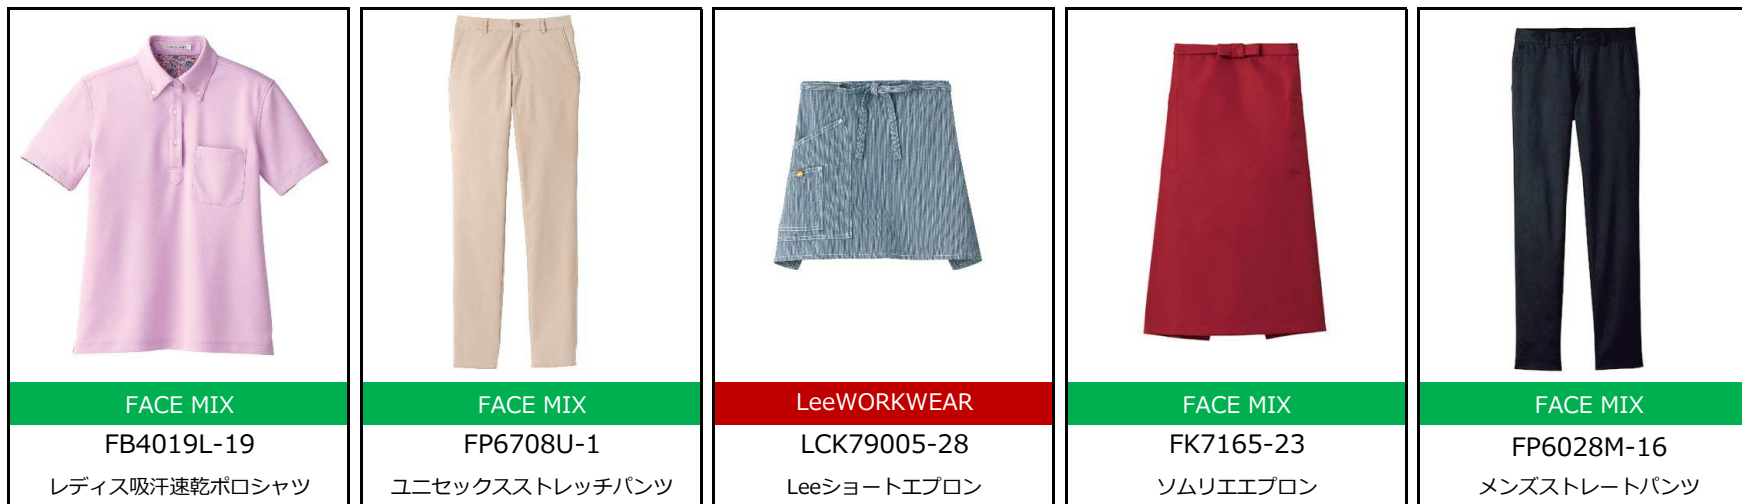 FACE MIX
FB4019L-19
レディス吸汗速乾ポロシャツ
FACE MIX
FP6708U-1
ユニセックスストレッチパンツ
LeeWORKWEAR
LCK79005-28
Leeショートエプロン
FACE MIX
FK7165-23
ソムリエエプロン
FACE MIX
FP6028M-16
メンズストレートパンツ